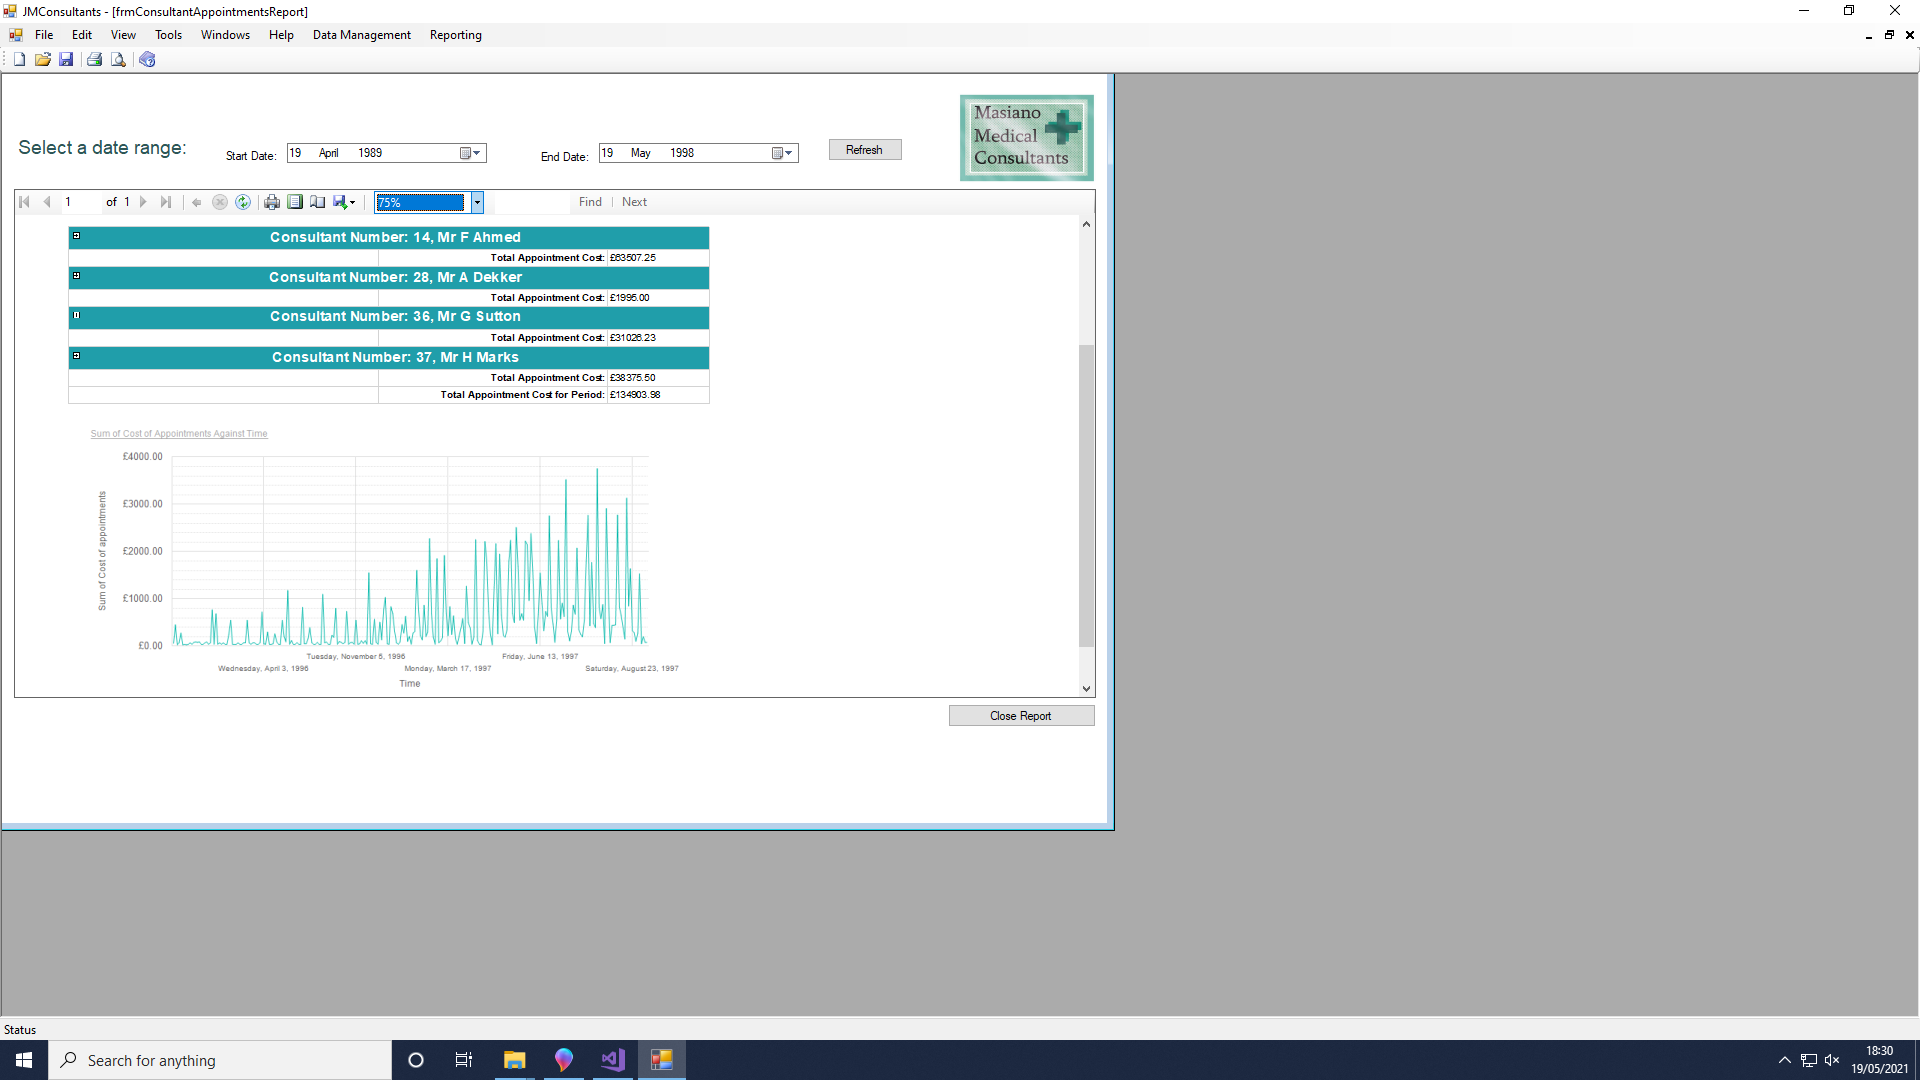 JMConsultants - [frmConsultantAppointmentsReport]
File Edit View Tools Windows Help Data Management Reporting
Masiano
Medical
Consultants
Select a date range:
Start Date: 19 April 1989
End Date: 19 May 1998
Refresh
1 of 1 75% Find | Next
Consultant Number: 14, Mr F Ahmed
Total Appointment Cost: £63507.25
Consultant Number: 28, Mr A Dekker
Total Appointment Cost: £1995.00
Consultant Number: 36, Mr G Sutton
Total Appointment Cost: £31026.23
Consultant Number: 37, Mr H Marks
Total Appointment Cost: £38375.50
Total Appointment Cost for Period: £134903.98
Sum of Cost of Appointments Against Time
Sum of Cost of appointments
£4000.00
£3000.00
£2000.00
£1000.00
£0.00
Tuesday, November 5, 1996 Friday, June 13, 1997
Wednesday, April 3, 1996 Monday, March 17, 1997 Saturday, August 23, 1997
Time
Close Report
Status
Search for anything
18:30
19/05/2021